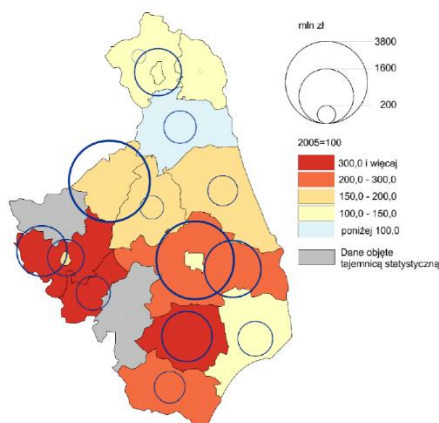 mln zł
3800
1600
200
2005=100
300,0 i więcej
200,0 - 300,0
150,0 - 200,0
100,0 - 150,0
poniżej 100.0
Dane objęte
tajemnicą statystyczną